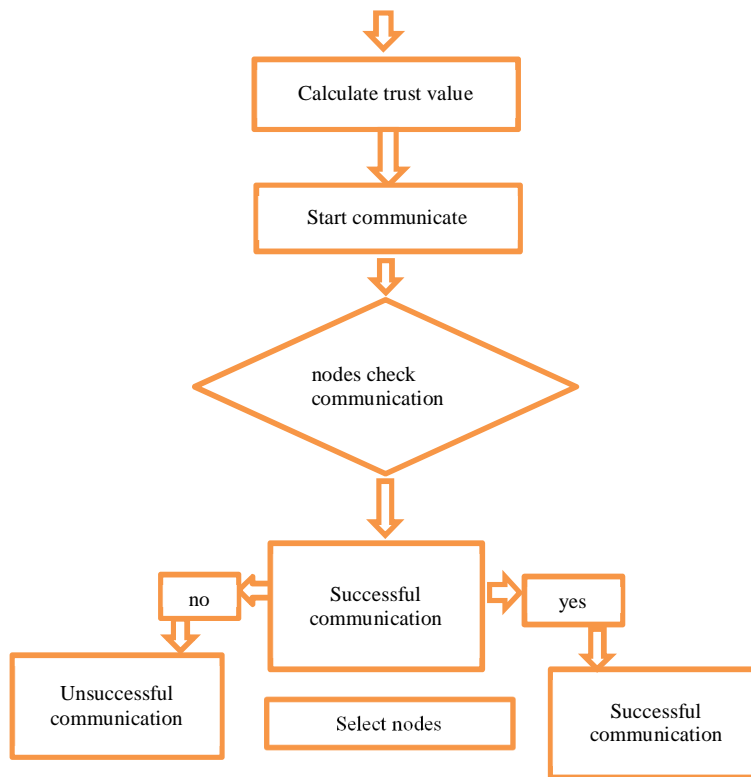 Calculate trust value
Start communicate
nodes check
communication
Successful
communication
no
yes
Unsuccessful
communication
Select nodes
Successful
communication